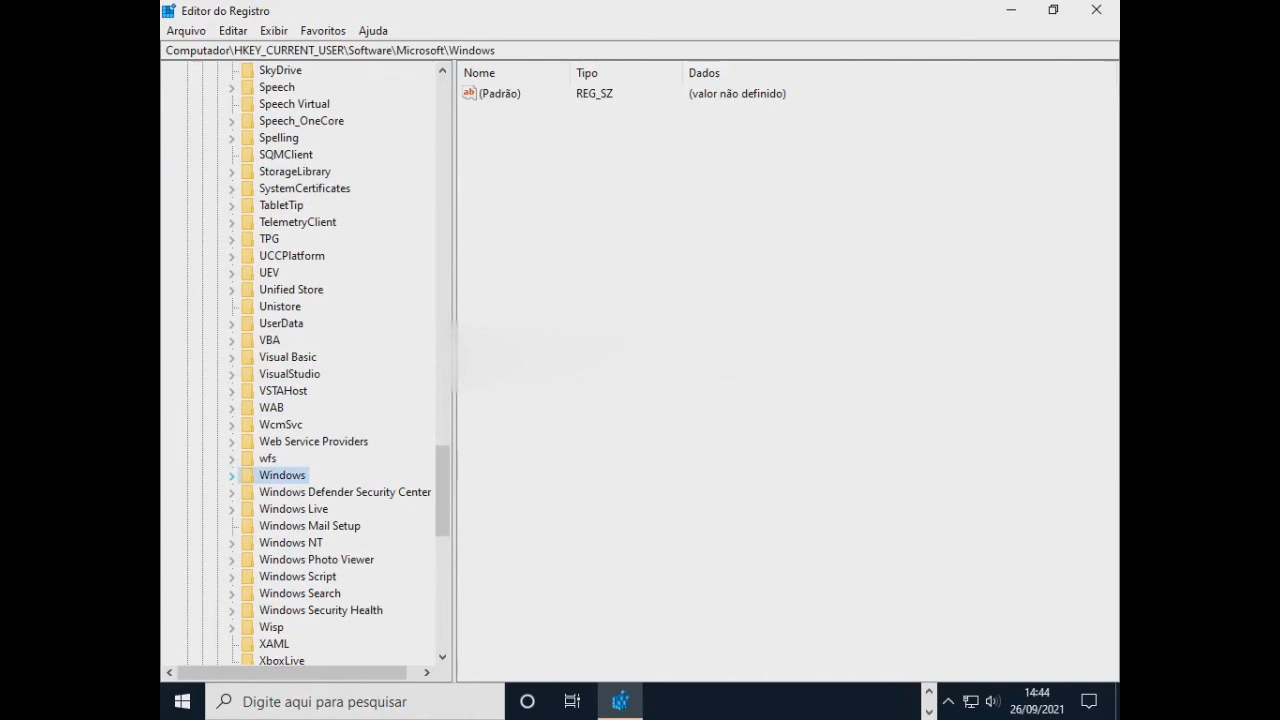 Editor do Registro
Arquivo Editar Exibir Favoritos Ajuda
Computador\HKEY_CURRENT_USER\Software\Microsoft\Windows
SkyDrive
Speech
Speech Virtual
Speech_OneCore
Spelling
SQMClient
StorageLibrary
SystemCertificates
TabletTip
TelemetryClient
TPG
UCCPlatform
UEV
Unified Store
Unistore
UserData
VBA
Visual Basic
VisualStudio
VSTAHost
WAB
WcmSvc
Web Service Providers
wfs
Windows
Windows Defender Security Center
Windows Live
Windows Mail Setup
Windows NT
Windows Photo Viewer
Windows Script
Windows Search
Windows Security Health
Wisp
XAML
XboxLive
Nome Tipo Dados
ab (Padrão) REG_SZ (valor não definido)
Digite aqui para pesquisar
14:44
26/09/2021